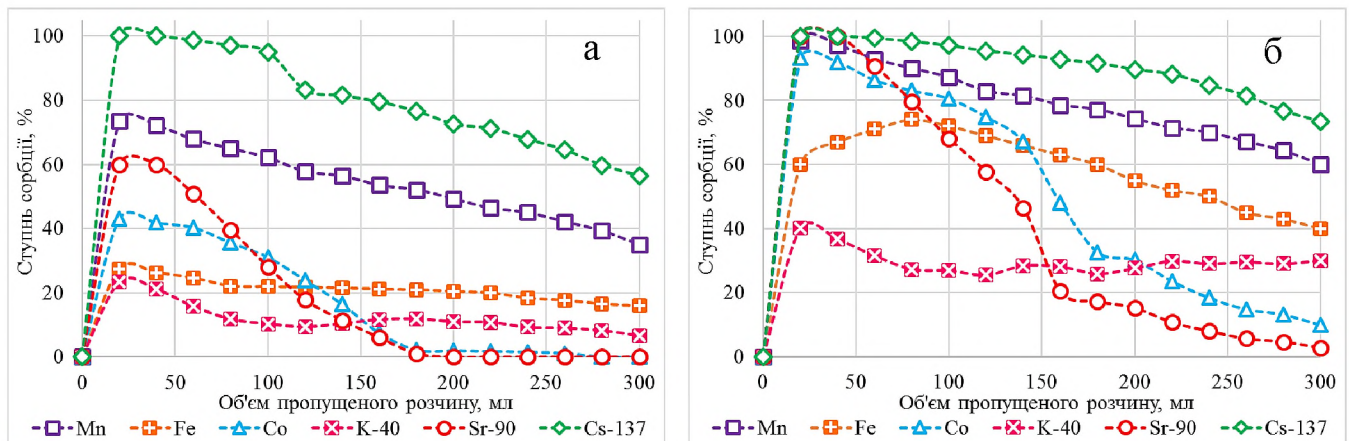 а
Ступнь сорбції, %
100
80
60
40
20
0
0 50 100 150 200 250 300
Об'єм пропущеного розчину, мл
Mn Fe Co K-40 Sr-90 Cs-137
б
Ступнь сорбції, %
100
80
60
40
20
0
0 50 100 150 200 250 300
Об'єм пропущеного розчину, мл
Mn Fe Co K-40 Sr-90 Cs-137